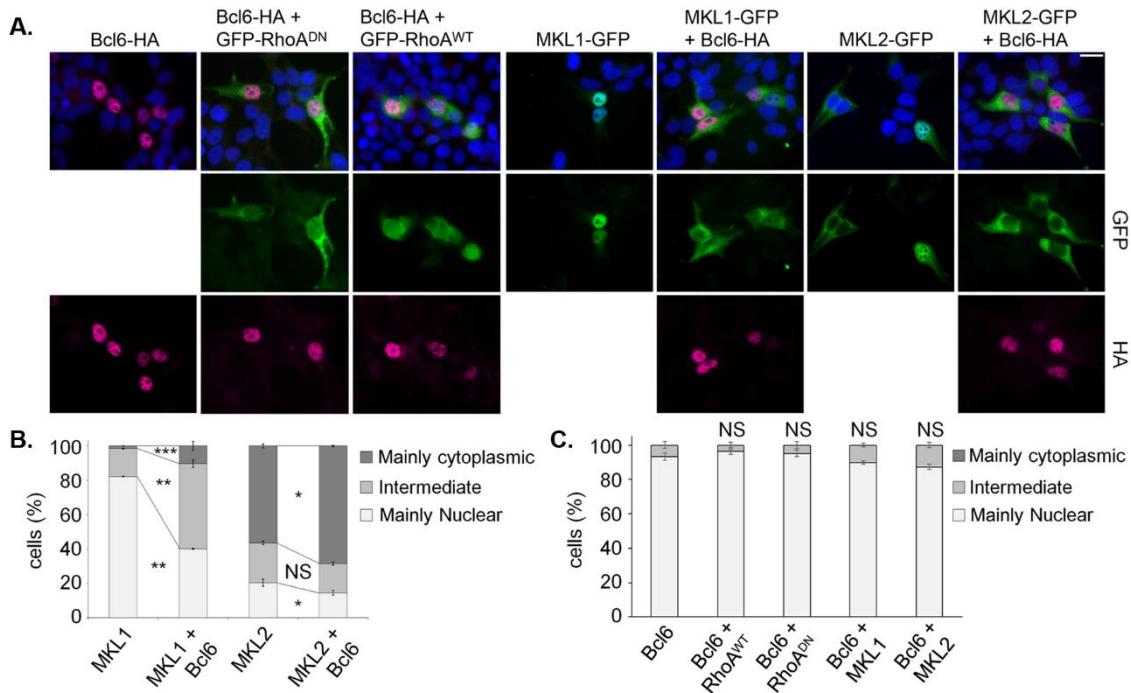 A.
Bcl6-HA
Bcl6-HA +
GFP-RhoA^DN
Bcl6-HA +
GFP-RhoA^WT
MKL1-GFP
MKL1-GFP
+ Bcl6-HA
MKL2-GFP
MKL2-GFP
+ Bcl6-HA
GFP
HA
B.
cells (%)
100
80
60
40
20
0
***
**
**
*
NS
*
Mainly cytoplasmic
Intermediate
Mainly Nuclear
MKL1
MKL1 +
Bcl6
MKL2
MKL2 +
Bcl6
C.
cells (%)
100
80
60
40
20
0
NS
NS
NS
NS
Mainly cytoplasmic
Intermediate
Mainly Nuclear
Bcl6
Bcl6 +
RhoA^WT
Bcl6 +
RhoA^DN
Bcl6 +
MKL1
Bcl6 +
MKL2